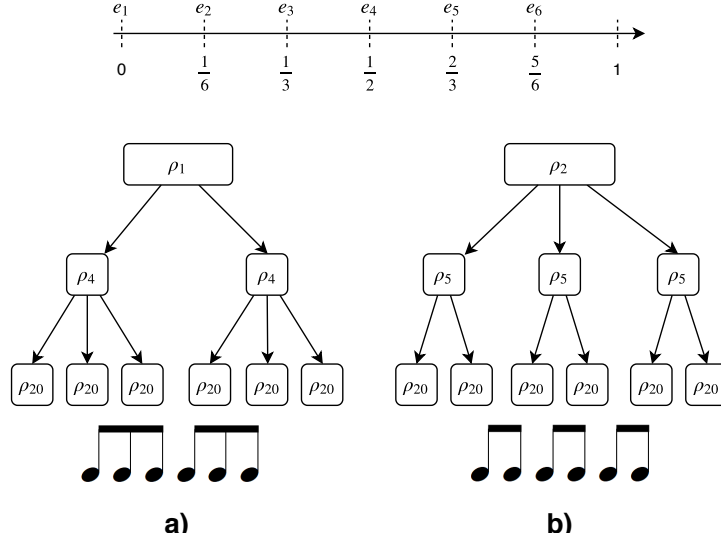 e₁ e₂ e₃ e₄ e₅ e₆
0 1/6 1/3 1/2 2/3 5/6 1
ρ₁ ρ₂
ρ₄ ρ₄ ρ₅ ρ₅ ρ₅
ρ₂₀ ρ₂₀ ρ₂₀ ρ₂₀ ρ₂₀ ρ₂₀ ρ₂₀ ρ₂₀ ρ₂₀ ρ₂₀ ρ₂₀ ρ₂₀
a) b)